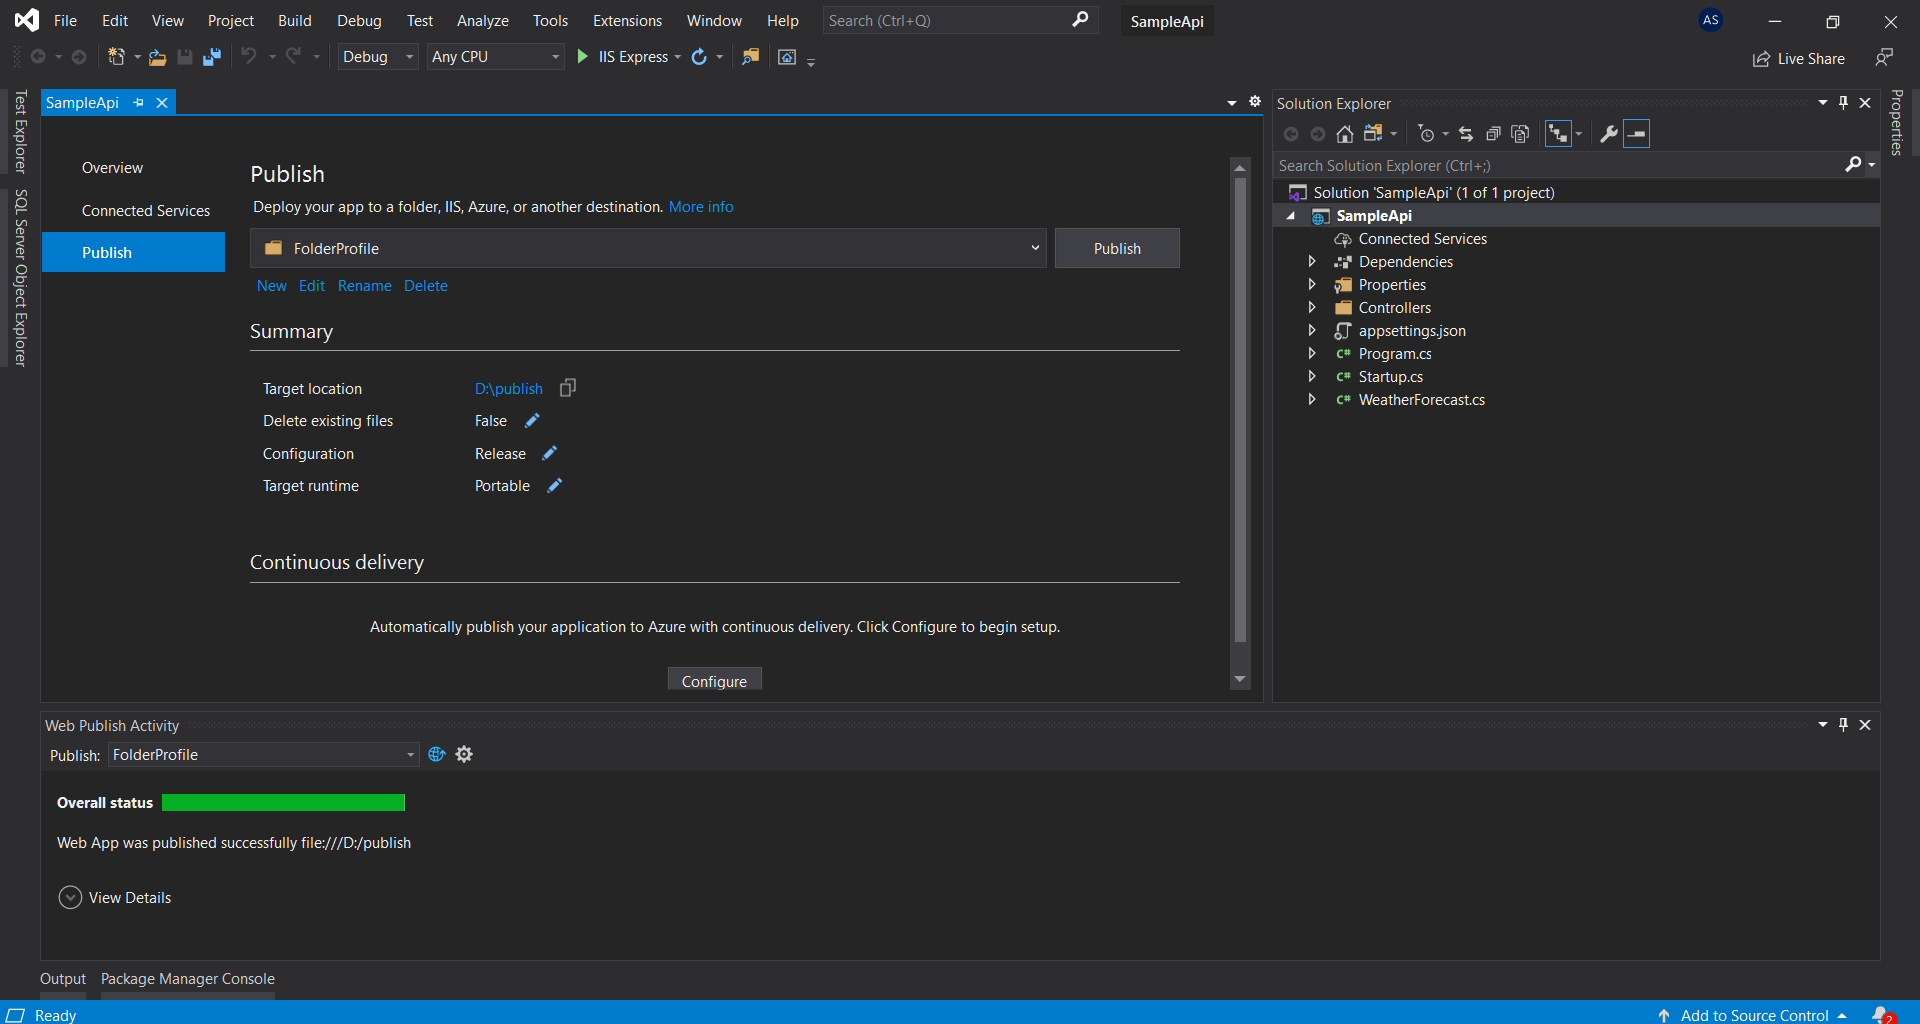 File Edit View Project Build Debug Test Analyze Tools Extensions Window Help Search (Ctrl+Q) SampleApi AS
Debug Any CPU IIS Express Live Share
Test Explorer
SQL Server Object Explorer
SampleApi
Overview
Connected Services
Publish
Publish
Deploy your app to a folder, IIS, Azure, or another destination. More info
FolderProfile Publish
New Edit Rename Delete
Summary
Target location D:\publish
Delete existing files False
Configuration Release
Target runtime Portable
Continuous delivery
Automatically publish your application to Azure with continuous delivery. Click Configure to begin setup.
Configure
Solution Explorer
Search Solution Explorer (Ctrl+;)
Solution 'SampleApi' (1 of 1 project)
SampleApi
Connected Services
Dependencies
Properties
Controllers
appsettings.json
C# Program.cs
C# Startup.cs
C# WeatherForecast.cs
Properties
Web Publish Activity
Publish: FolderProfile
Overall status
Web App was published successfully file:///D:/publish
View Details
Output Package Manager Console
Ready Add to Source Control 2